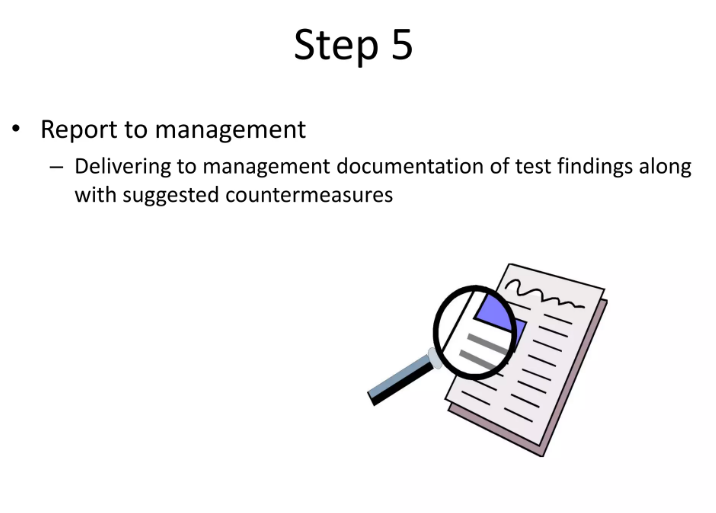 Step 5
• Report to management
– Delivering to management documentation of test findings along
with suggested countermeasures